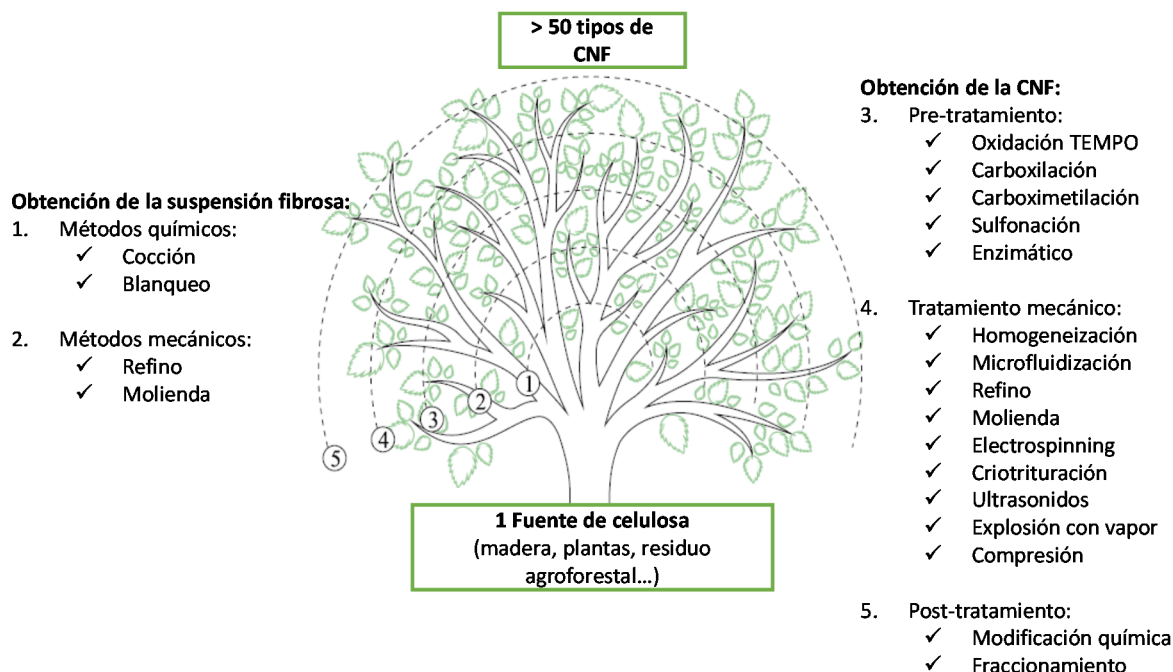 > 50 tipos de
CNF
Obtención de la suspensión fibrosa:
1. Métodos químicos:
✓ Cocción
✓ Blanqueo
2. Métodos mecánicos:
✓ Refino
✓ Molienda
1
2
3
4
5
1 Fuente de celulosa
(madera, plantas, residuo
agroforestal...)
Obtención de la CNF:
3. Pre-tratamiento:
✓ Oxidación TEMPO
✓ Carboxilación
✓ Carboximetilación
✓ Sulfonación
✓ Enzimático
4. Tratamiento mecánico:
✓ Homogeneización
✓ Microfluidización
✓ Refino
✓ Molienda
✓ Electrospinning
✓ Criotrituración
✓ Ultrasonidos
✓ Explosión con vapor
✓ Compresión
5. Post-tratamiento:
✓ Modificación química
✓ Fraccionamiento